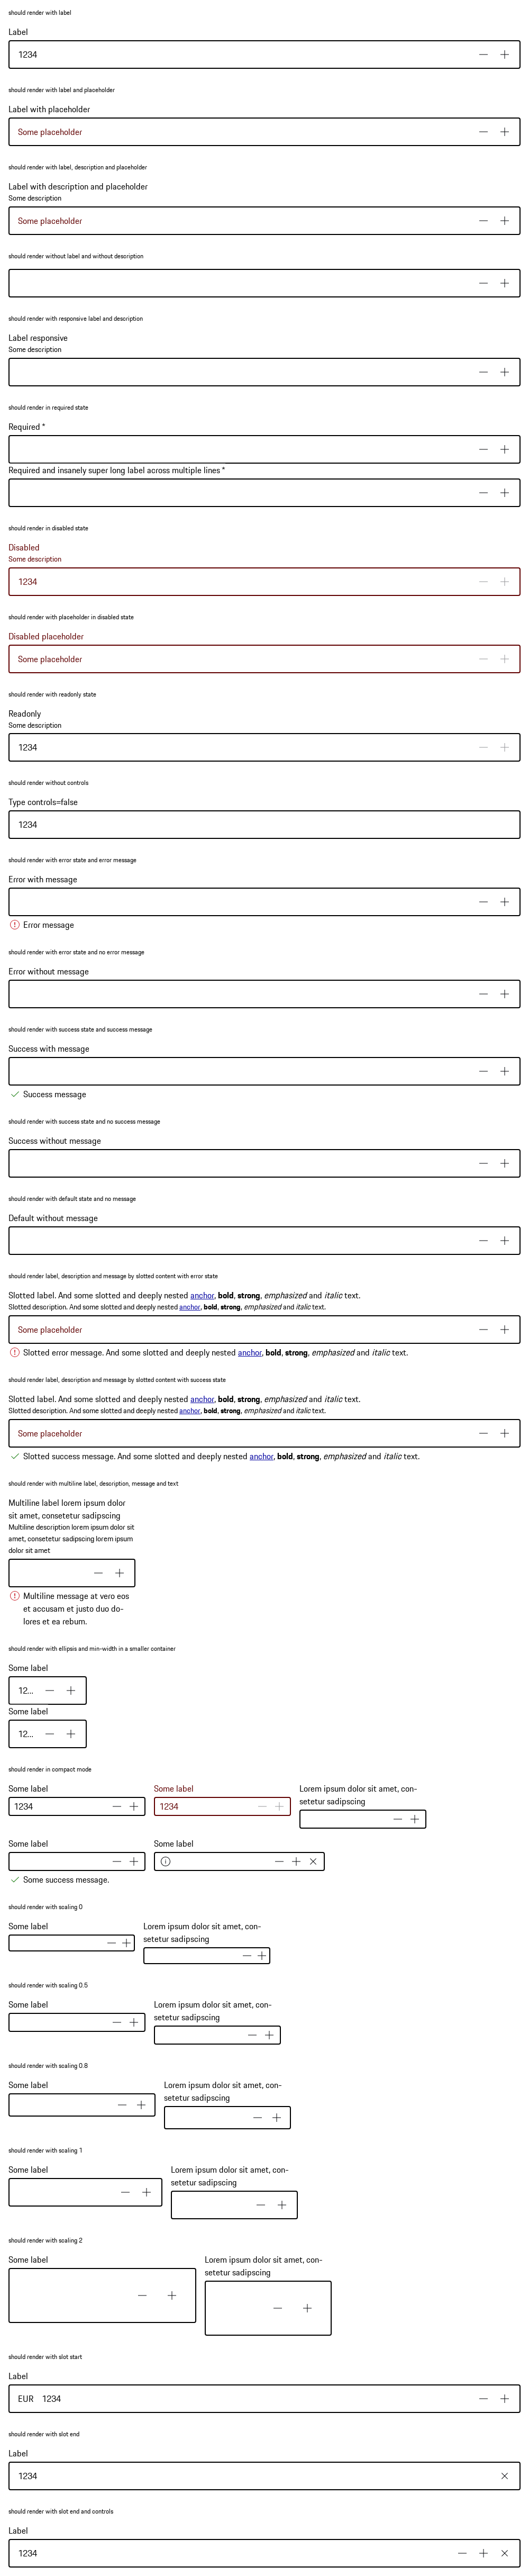 should render with label
Label
1234
should render with label and placeholder
Label with placeholder
Some placeholder
should render with label, description and placeholder
Label with description and placeholder
Some description
Some placeholder
should render without label and without description
should render with responsive label and description
Label responsive
Some description
should render in required state
Required *
Required and insanely super long label across multiple lines *
should render in disabled state
Disabled
Some description
1234
should render with placeholder in disabled state
Disabled placeholder
Some placeholder
should render with readonly state
Readonly
Some description
1234
should render without controls
Type controls=false
1234
should render with error state and error message
Error with message
Error message
should render with error state and no error message
Error without message
should render with success state and success message
Success with message
Success message
should render with success state and no success message
Success without message
should render with default state and no message
Default without message
should render label, description and message by slotted content with error state
Slotted label. And some slotted and deeply nested anchor, bold, strong, emphasized and italic text.
Slotted description. And some slotted and deeply nested anchor, bold, strong, emphasized and italic text.
Some placeholder
Slotted error message. And some slotted and deeply nested anchor, bold, strong, emphasized and italic text.
should render label, description and message by slotted content with success state
Slotted label. And some slotted and deeply nested anchor, bold, strong, emphasized and italic text.
Slotted description. And some slotted and deeply nested anchor, bold, strong, emphasized and italic text.
Some placeholder
Slotted success message. And some slotted and deeply nested anchor, bold, strong, emphasized and italic text.
should render with multiline label, description, message and text
Multiline label lorem ipsum dolor
sit amet, consetetur sadipscing
Multiline description lorem ipsum dolor sit
amet, consetetur sadipscing lorem ipsum
dolor sit amet
Multiline message at vero eos
et accusam et justo duo do-
lores et ea rebum.
should render with ellipsis and min-width in a smaller container
Some label
12...
Some label
12...
should render in compact mode
Some label
1234
Some label
1234
Lorem ipsum dolor sit amet, con-
setetur sadipscing
Some label
Some success message.
Some label
should render with scaling 0
Some label
Lorem ipsum dolor sit amet, con-
setetur sadipscing
should render with scaling 0.5
Some label
Lorem ipsum dolor sit amet, con-
setetur sadipscing
should render with scaling 0.8
Some label
Lorem ipsum dolor sit amet, con-
setetur sadipscing
should render with scaling 1
Some label
Lorem ipsum dolor sit amet, con-
setetur sadipscing
should render with scaling 2
Some label
Lorem ipsum dolor sit amet, con-
setetur sadipscing
should render with slot start
Label
EUR 1234
should render with slot end
Label
1234
should render with slot end and controls
Label
1234